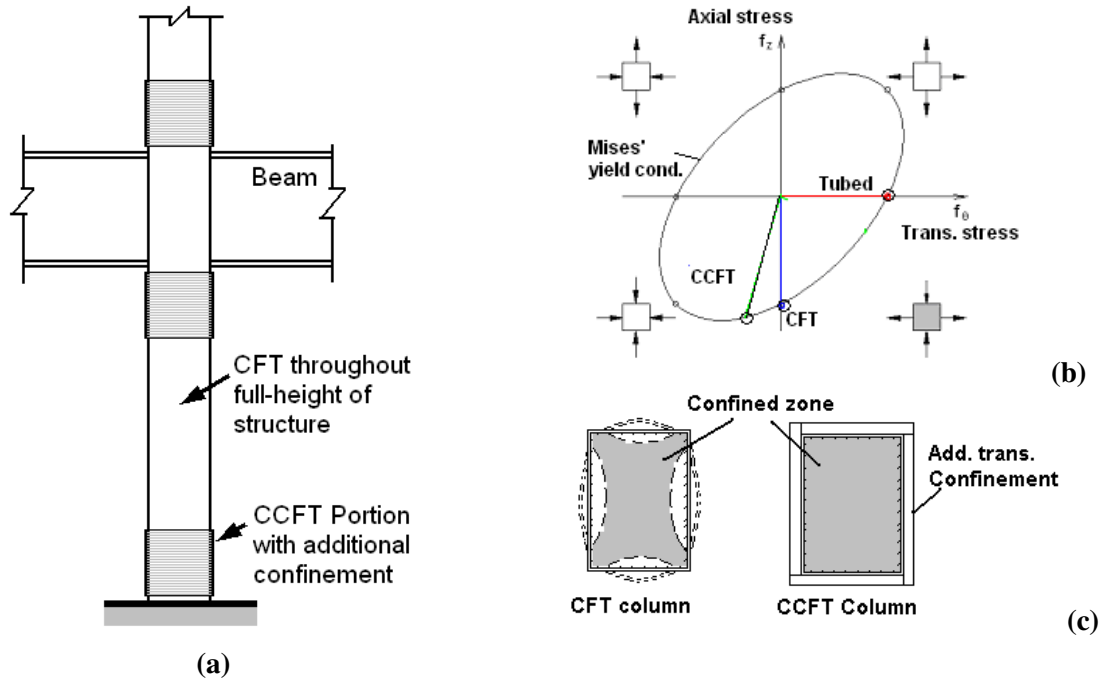 Beam
CFT throughout
full-height of
structure
CCFT Portion
with additional
confinement
(a)
Axial stress
f_z
Mises'
yield cond.
Tubed
f_θ
Trans. stress
CCFT
CFT
(b)
Confined zone
Add. trans.
Confinement
CFT column
CCFT Column
(c)